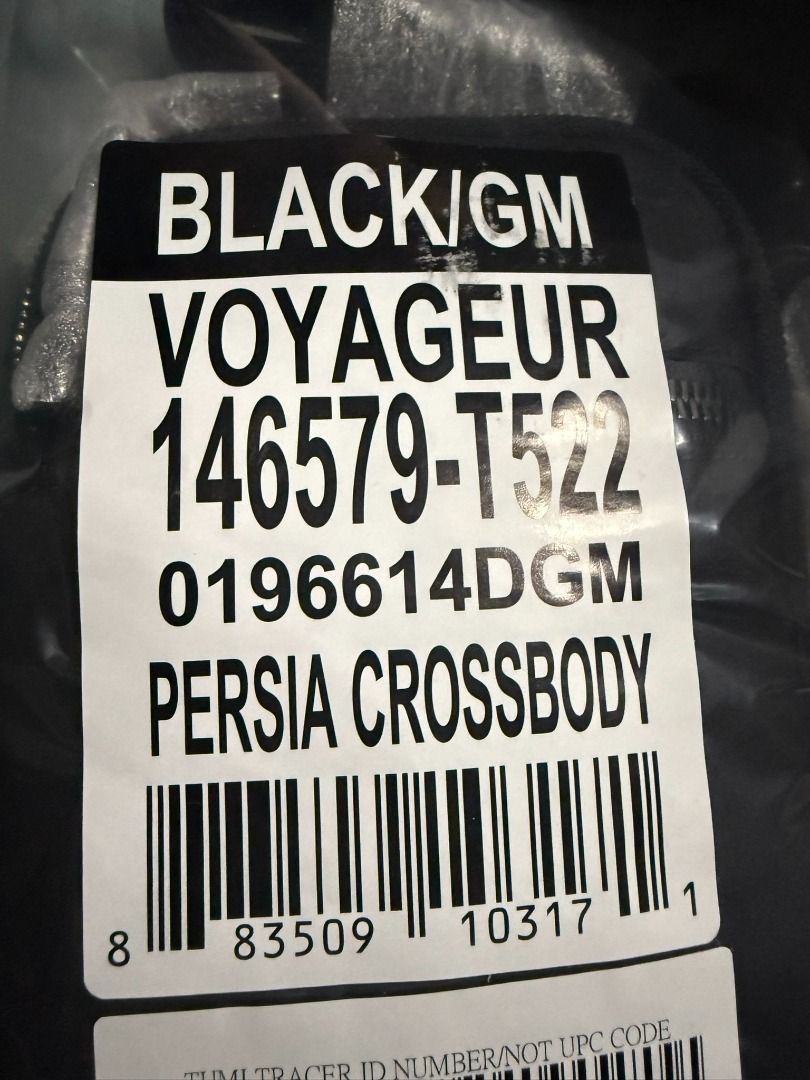 BLACK/GM
VOYAGEUR
146579-T522
0196614DGM
PERSIA CROSSBODY
8 83509 10317 1
TUMI TRACER ID NUMBER/NOT UPC CODE